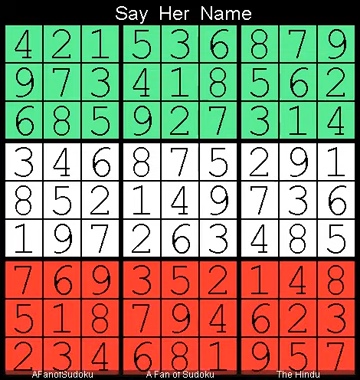 Say Her Name
4 2 1 5 3 6 8 7 9
9 7 3 4 1 8 5 6 2
6 8 5 9 2 7 3 1 4
3 4 6 8 7 5 2 9 1
8 5 2 1 4 9 7 3 6
1 9 7 2 6 3 4 8 5
7 6 9 3 5 2 1 4 8
5 1 8 7 9 4 6 2 3
2 3 4 6 8 1 9 5 7
AFanofSudoku A Fan of Sudoku The Hindu